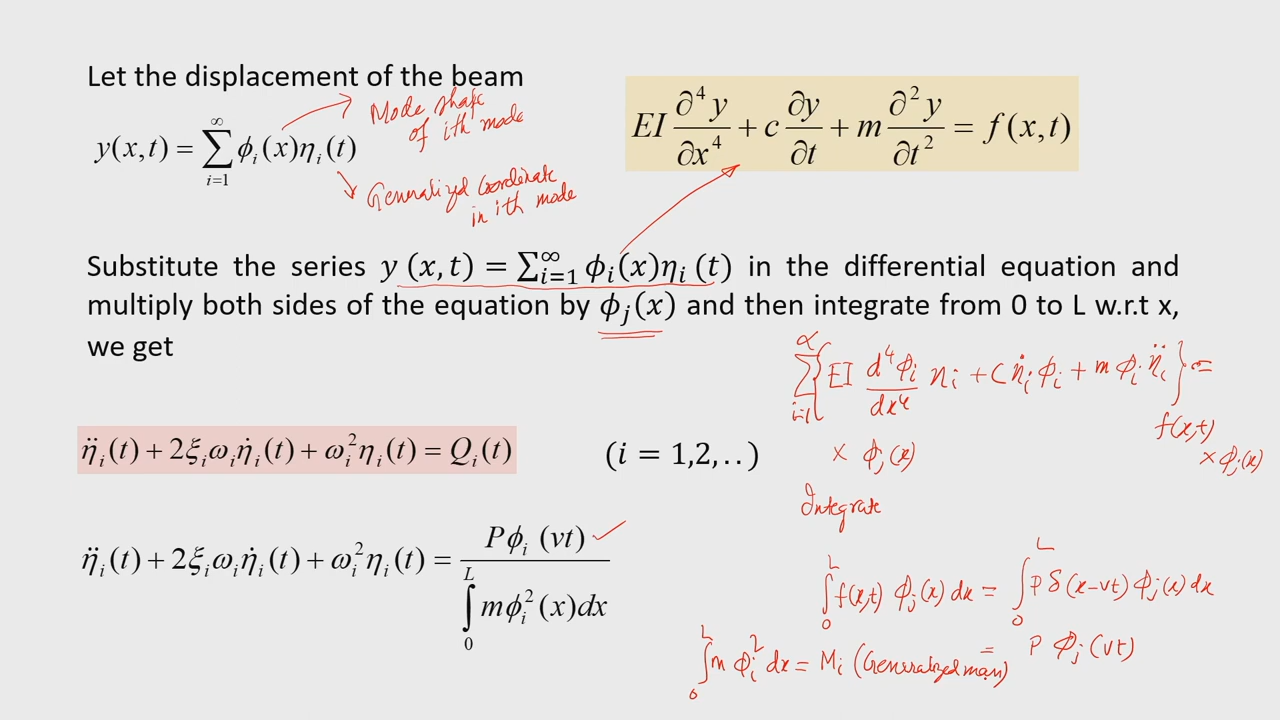 Let the displacement of the beam
y(x,t) = ∑_{i=1}^{∞} ϕ_i(x)η_i(t)
Mode shape
of ith mode
Generalized Coordinate
in ith mode
EI ∂⁴y/∂x⁴ + c ∂y/∂t + m ∂²y/∂t² = f(x,t)
Substitute the series y (x, t) = ∑_{i=1}^{∞} ϕ_i(x)η_i (t) in the differential equation and
multiply both sides of the equation by ϕ_j(x) and then integrate from 0 to L w.r.t x,
we get
∑_{i=1}^{α} { EI d⁴ϕ_i/dx⁴ η_i + C η̇_i ϕ_i + m ϕ_i η̈_i } =
f(x,t)
× ϕ_j(x)
× ϕ_j(x)
η̈_i(t) + 2ξ_iω_iη̇_i(t) + ω_i²η_i(t) = Q_i(t) (i = 1,2, . . )
Integrate
η̈_i(t) + 2ξ_iω_iη̇_i(t) + ω_i²η_i(t) = Pϕ_i (vt) / ∫_0^L mϕ_i²(x)dx
∫_0^L f(x,t) ϕ_j(x) dx = ∫_0^L P δ(x-vt) ϕ_j(x) dx
= P ϕ_j(vt)
∫_0^L m ϕ_i² dx = M_i (Generalized mass)